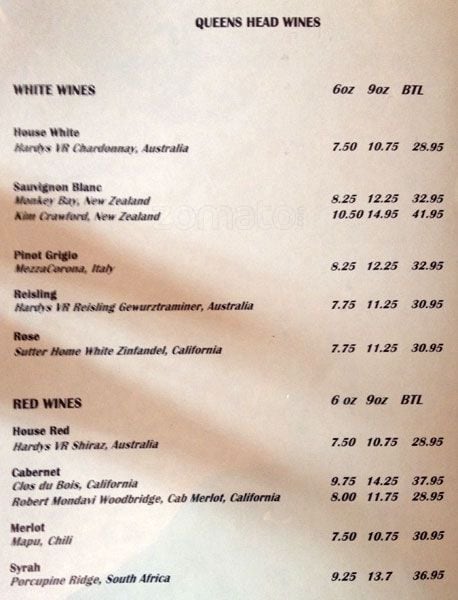 QUEENS HEAD WINES
WHITE WINES 6oz 9oz BTL
House White
Hardys VR Chardonnay, Australia 7.50 10.75 28.95
Sauvignon Blanc
Monkey Bay, New Zealand 8.25 12.25 32.95
Kim Crawford, New Zealand 10.50 14.95 41.95
zomato
Pinot Grigio
MezzaCorona, Italy 8.25 12.25 32.95
Reisling
Hardys VR Reisling Gewurztraminer, Australia 7.75 11.25 30.95
Rose
Sutter Home White Zinfandel, California 7.75 11.25 30.95
RED WINES 6 oz 9oz BTL
House Red
Hardys VR Shiraz, Australia 7.50 10.75 28.95
Cabernet
Clos du Bois, California 9.75 14.25 37.95
Robert Mondavi Woodbridge, Cab Merlot, California 8.00 11.75 28.95
Merlot
Mapu, Chili 7.50 10.75 30.95
Syrah
Porcupine Ridge, South Africa 9.25 13.7 36.95